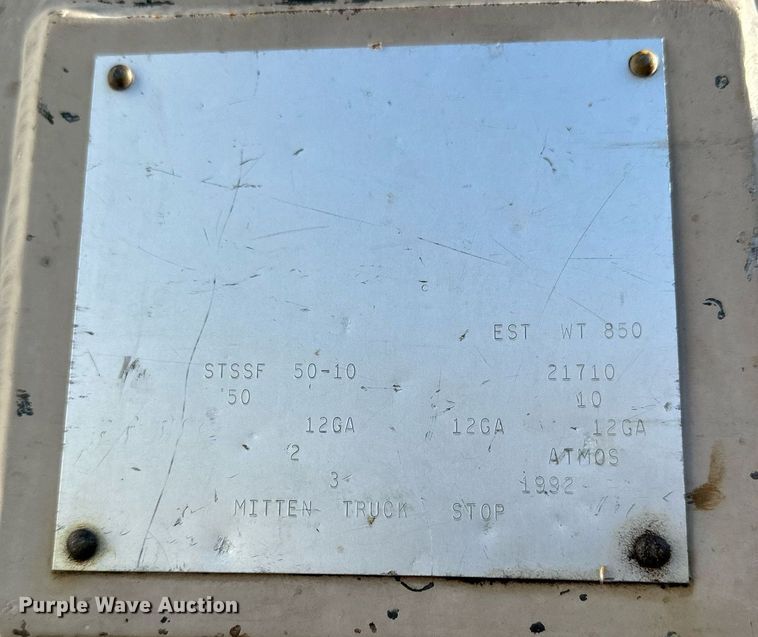 EST WT 850
STSSF 50-10 21710
50 10
12GA 12GA 12GA
2 ATMOS
3 1992
MITTEN TRUCK STOP
Purple Wave Auction